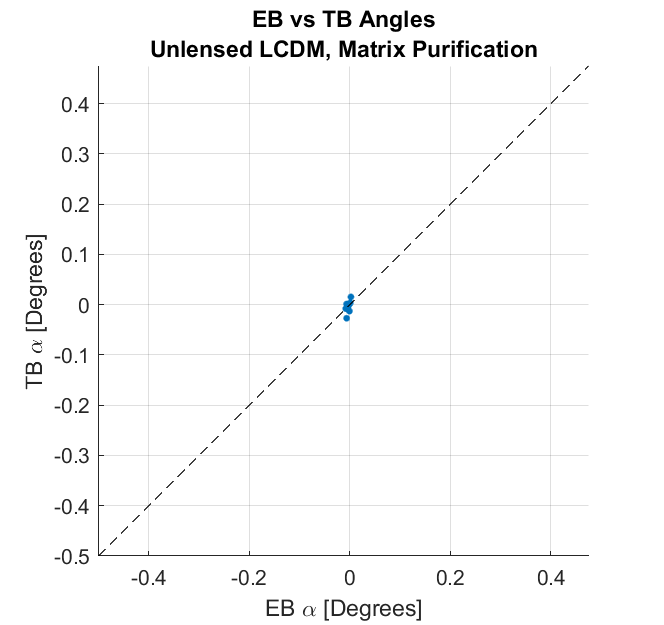 EB vs TB Angles
Unlensed LCDM, Matrix Purification
TB α [Degrees]
0.4
0.3
0.2
0.1
0
-0.1
-0.2
-0.3
-0.4
-0.5
-0.4 -0.2 0 0.2 0.4
EB α [Degrees]